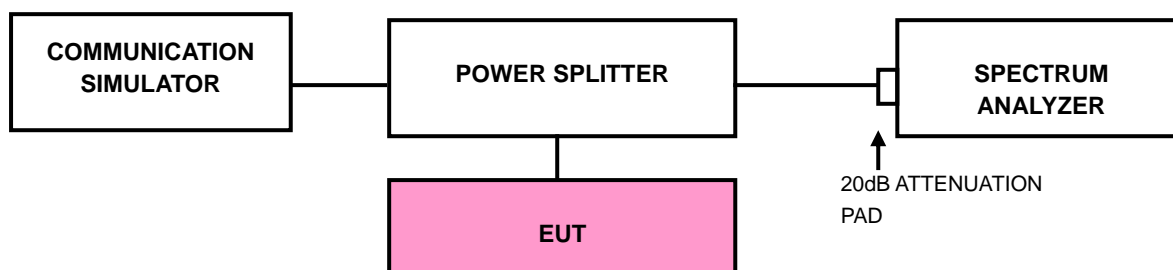 COMMUNICATION
SIMULATOR
POWER SPLITTER
SPECTRUM
ANALYZER
20dB ATTENUATION
PAD
EUT